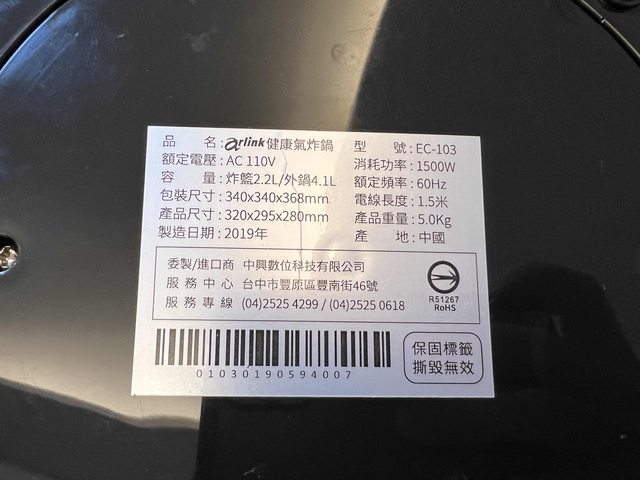 品 名:arlink健康氣炸鍋 型 號:EC-103
額定電壓:AC 110V 消耗功率:1500W
容 量:炸籃2.2L/外鍋4.1L 額定頻率:60Hz
包裝尺寸:340x340x368mm 電線長度:1.5米
產品尺寸:320x295x280mm 產品重量:5.0Kg
製造日期:2019年 產 地:中國
委製/進口商 中興數位科技有限公司
服務中心 台中市豐原區豐南街46號
服務專線 (04)2525 4299 / (04)2525 0618
R51267
RoHS
01030190594007
保固標籤
撕毀無效